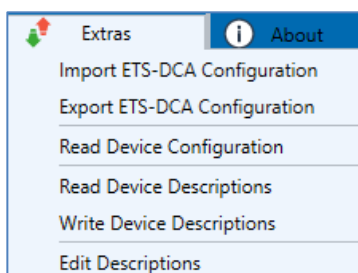 Extras About
Import ETS-DCA Configuration
Export ETS-DCA Configuration
Read Device Configuration
Read Device Descriptions
Write Device Descriptions
Edit Descriptions